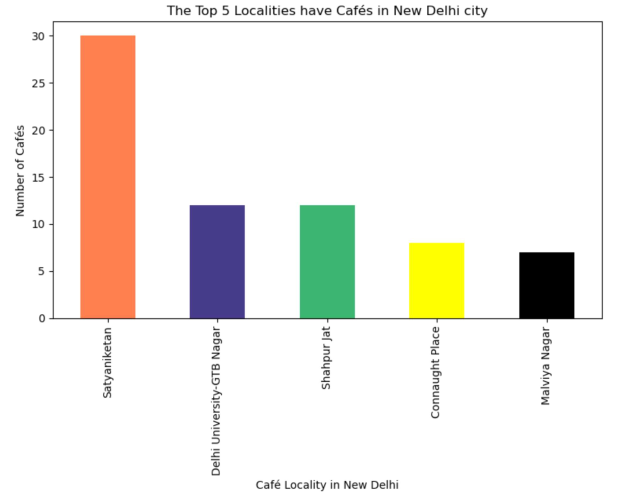 The Top 5 Localities have Cafés in New Delhi city
Number of Cafés
30
25
20
15
10
5
0
Satyaniketan
Delhi University-GTB Nagar
Shahpur Jat
Connaught Place
Malviya Nagar
Café Locality in New Delhi